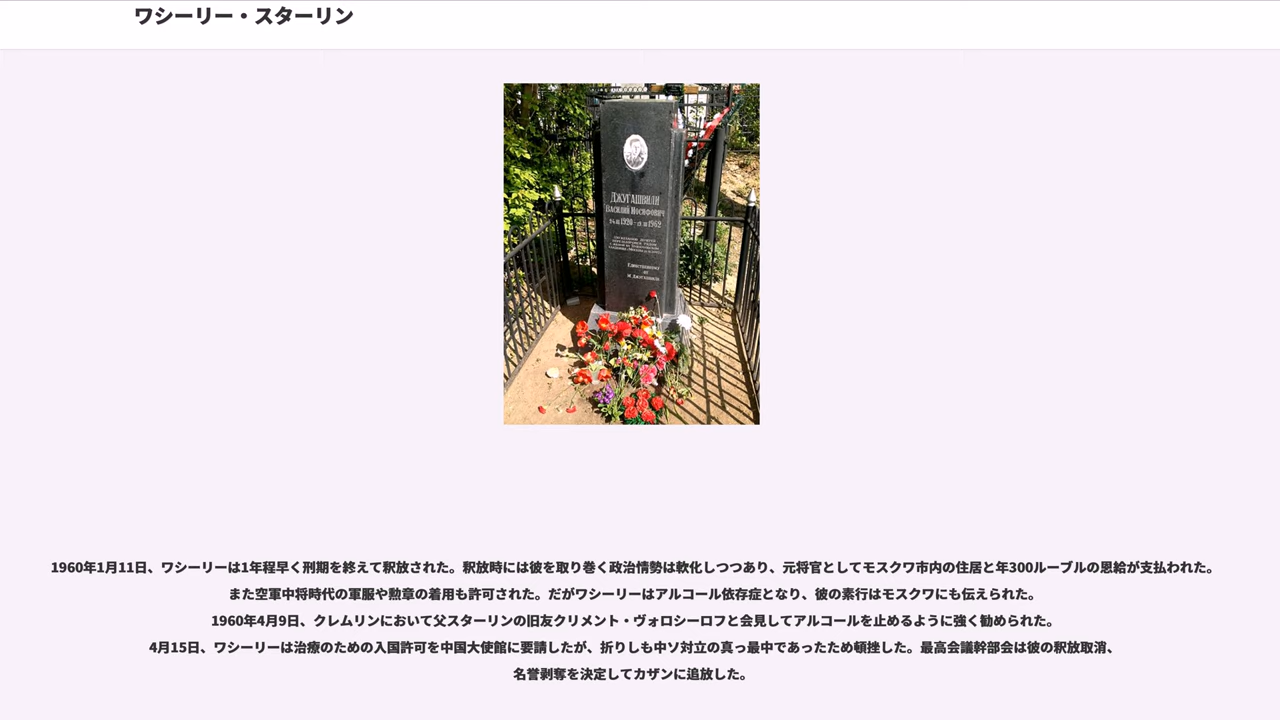 ワシーリー・スターリン
ДЖУГАШВИЛИ
ВАСИЛИЙ ИОСИФОВИЧ
1920 1962
1960年1月11日、ワシーリーは1年程早く刑期を終えて釈放された。釈放時には彼を取り巻く政治情勢は軟化しつつあり、元将官としてモスクワ市内の住居と年300ルーブルの恩給が支払われた。
また空軍中将時代の軍服や勲章の着用も許可された。だがワシーリーはアルコール依存症となり、彼の素行はモスクワにも伝えられた。
1960年4月9日、クレムリンにおいて父スターリンの旧友クリメント・ヴォロシーロフと会見してアルコールを止めるように強く勧められた。
4月15日、ワシーリーは治療のための入国許可を中国大使館に要請したが、折りしも中ソ対立の真っ最中であったため頓挫した。最高会議幹部会は彼の釈放取消、
名誉剥奪を決定してカザンに追放した。